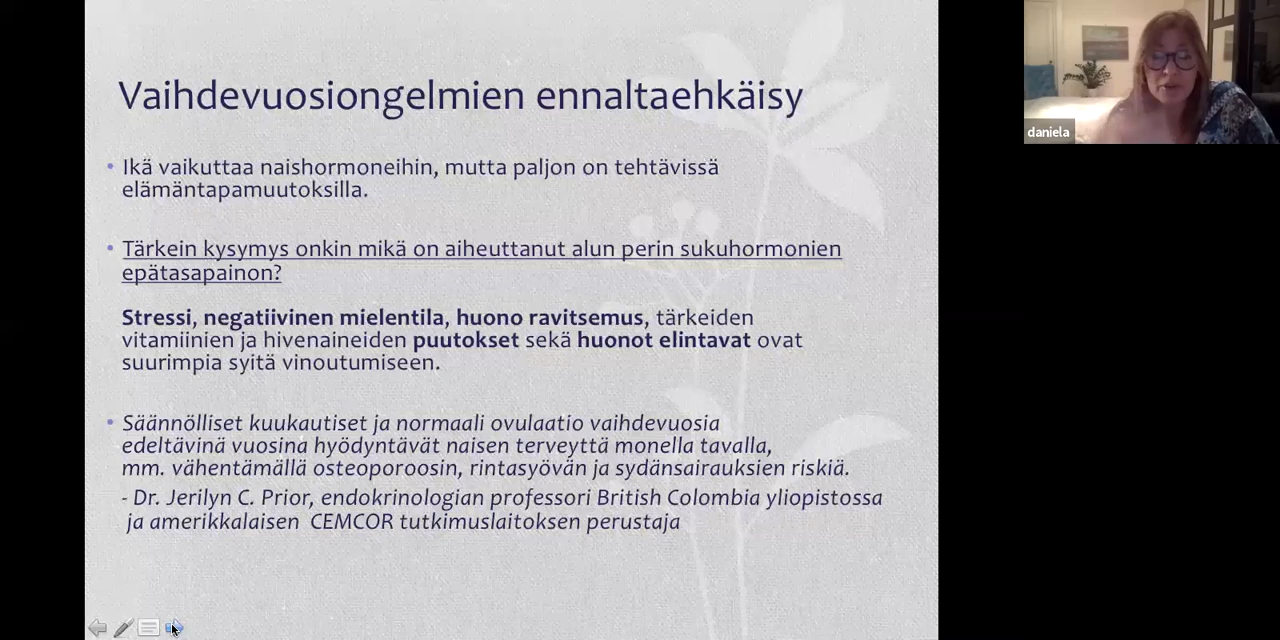 Vaihdevuosiongelmien ennaltaehkäisy
• Ikä vaikuttaa naishormoneihin, mutta paljon on tehtävissä
elämäntapamuutoksilla.
• Tärkein kysymys onkin mikä on aiheuttanut alun perin sukuhormonien
epätasapainon?
Stressi, negatiivinen mielentila, huono ravitsemus, tärkeiden
vitamiinien ja hivenaineiden puutokset sekä huonot elintavat ovat
suurimpia syitä vinoutumiseen.
• Säännölliset kuukautiset ja normaali ovulaatio vaihdevuosia
edeltävinä vuosina hyödyntävät naisen terveyttä monella tavalla,
mm. vähentämällä osteoporoosin, rintasyövän ja sydänsairauksien riskiä.
- Dr. Jerilyn C. Prior, endokrinologian professori British Colombia yliopistossa
ja amerikkalaisen CEMCOR tutkimuslaitoksen perustaja
daniela